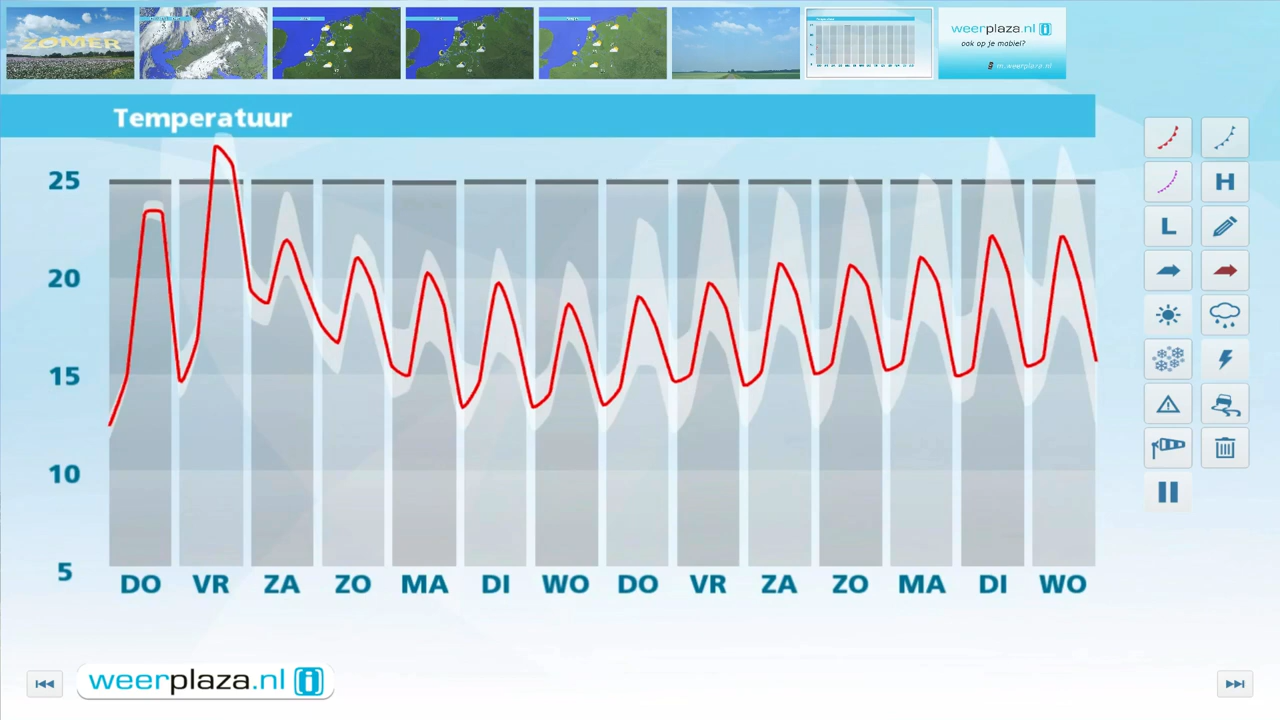 ZOMER
weerplaza.nl
ook op je mobiel?
m.weerplaza.nl
Temperatuur
25
20
15
10
5
DO VR ZA ZO MA DI WO DO VR ZA ZO MA DI WO
H
L
weerplaza.nl